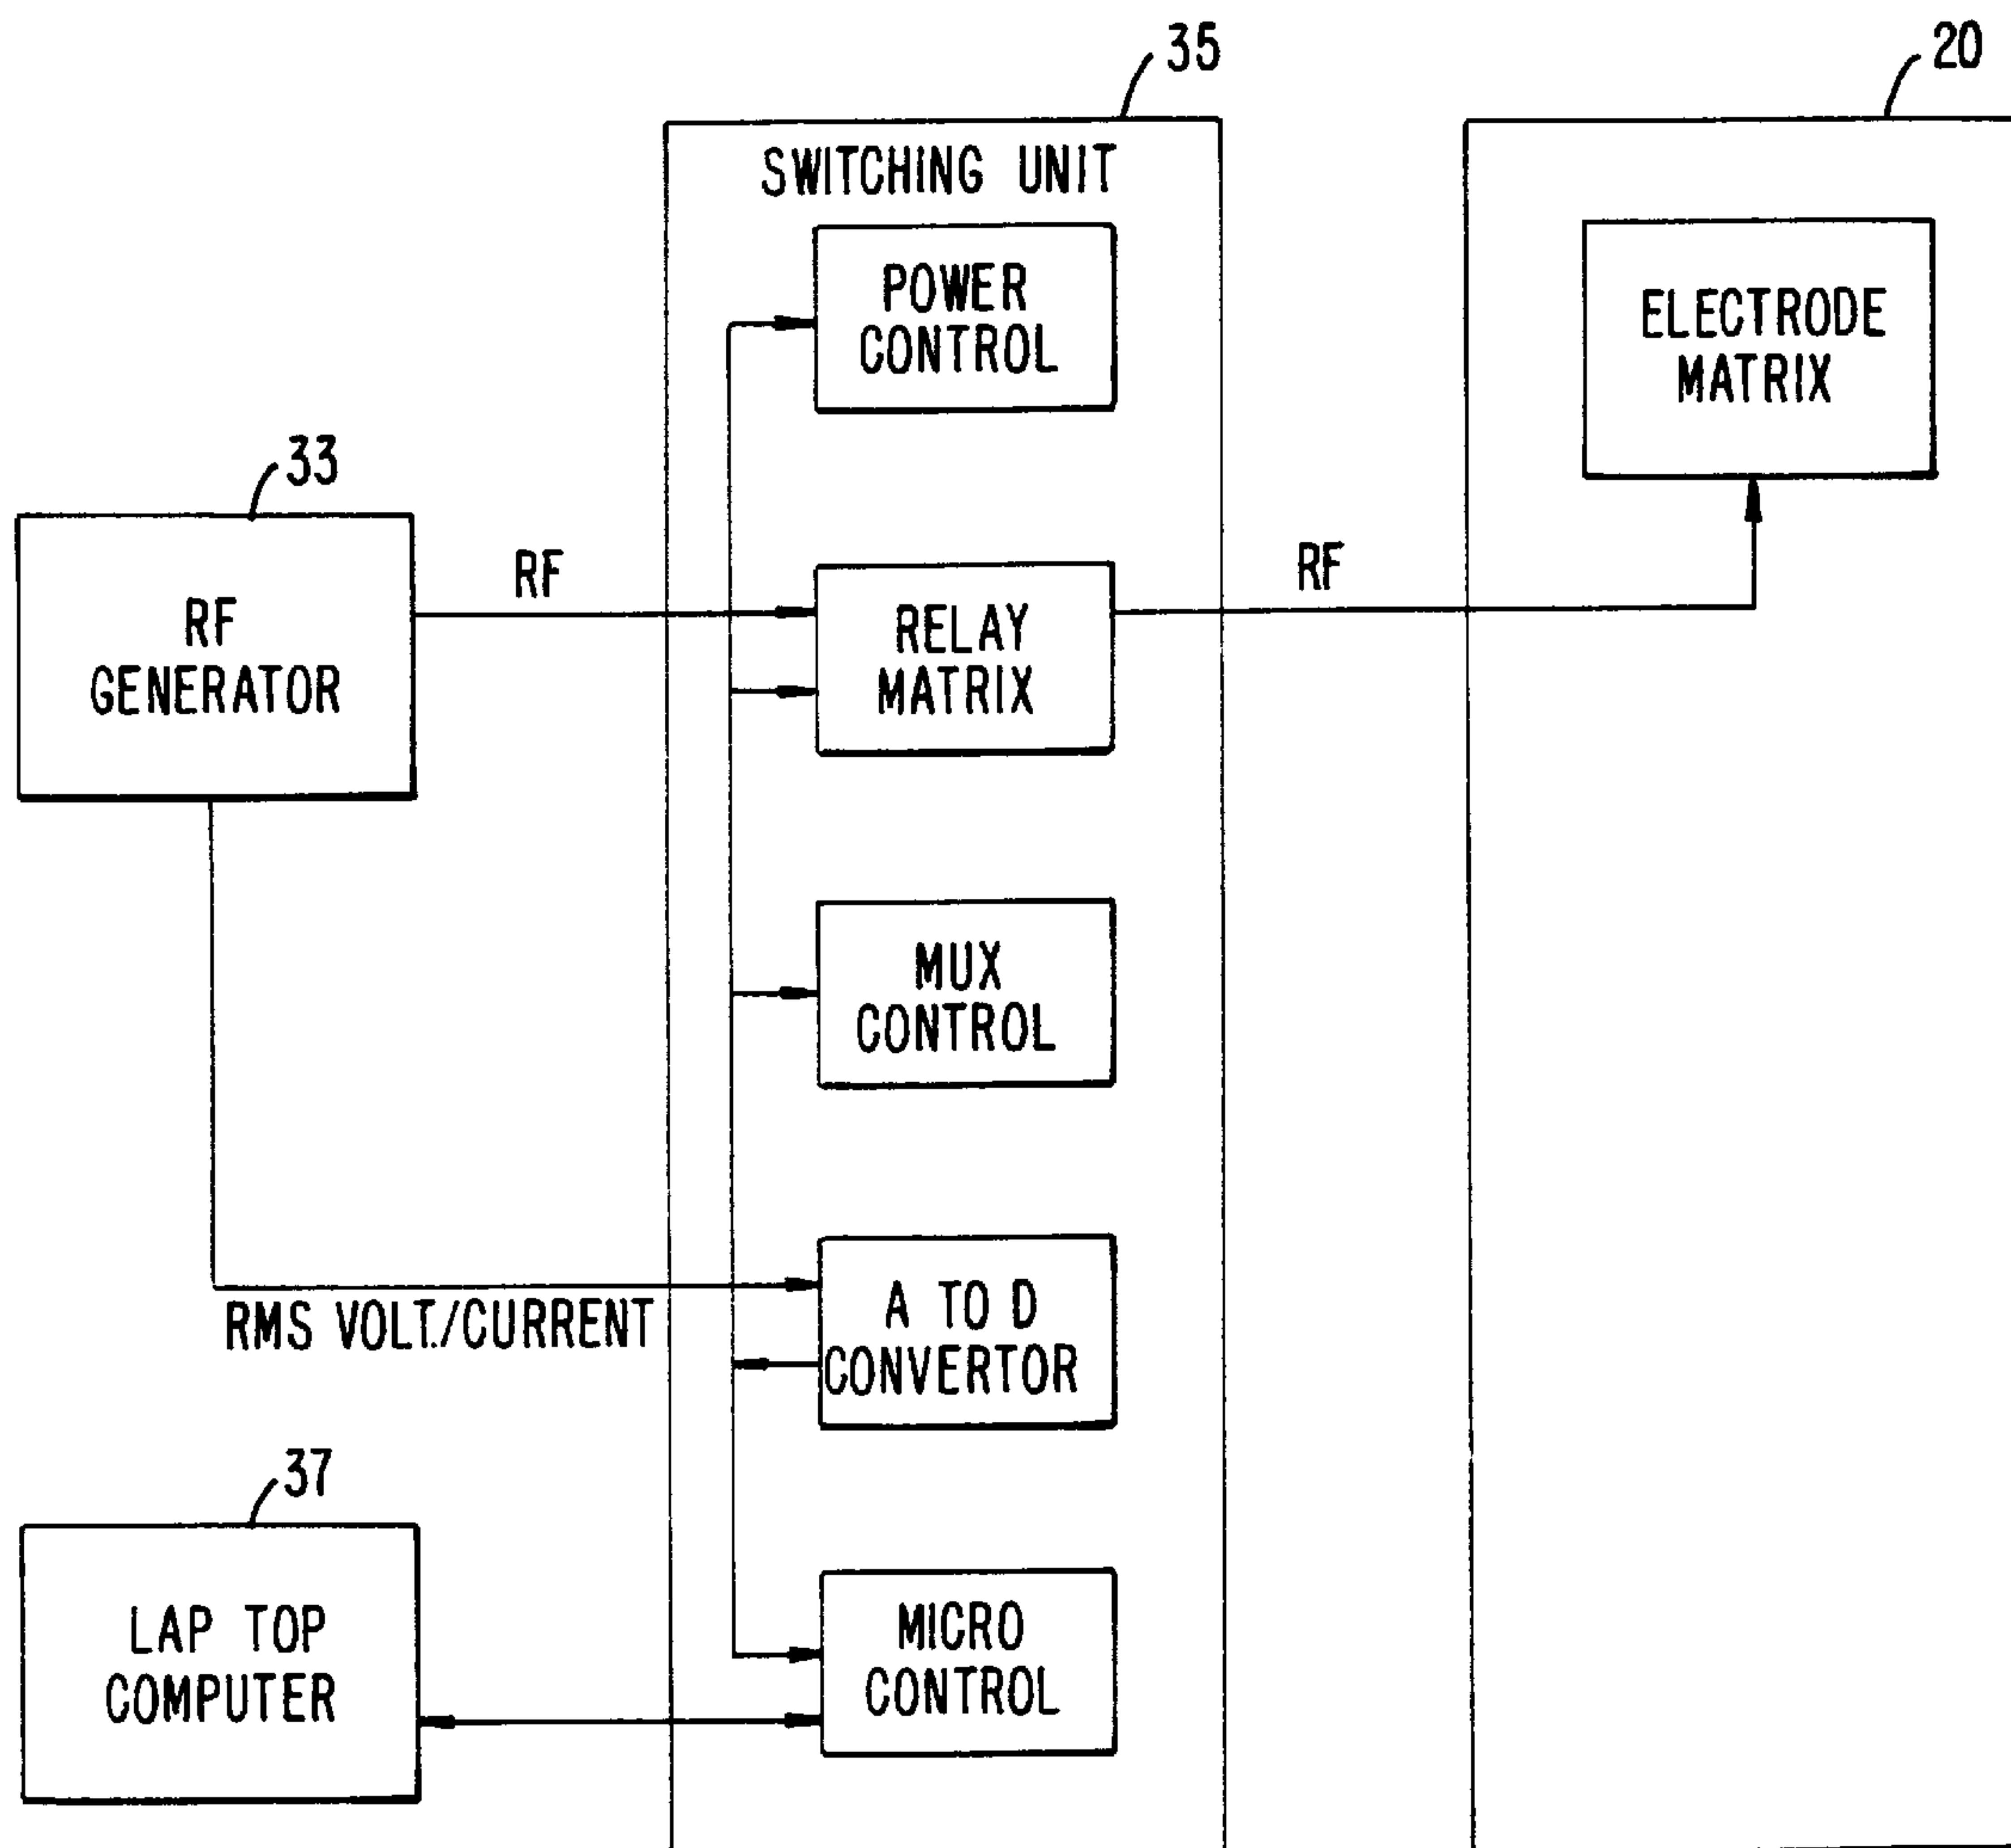 35
20
SWITCHING UNIT
POWER
CONTROL
ELECTRODE
MATRIX
33
RF
GENERATOR
RF
RELAY
MATRIX
RF
MUX
CONTROL
RMS VOLT./CURRENT
A TO D
CONVERTOR
37
LAP TOP
COMPUTER
MICRO
CONTROL